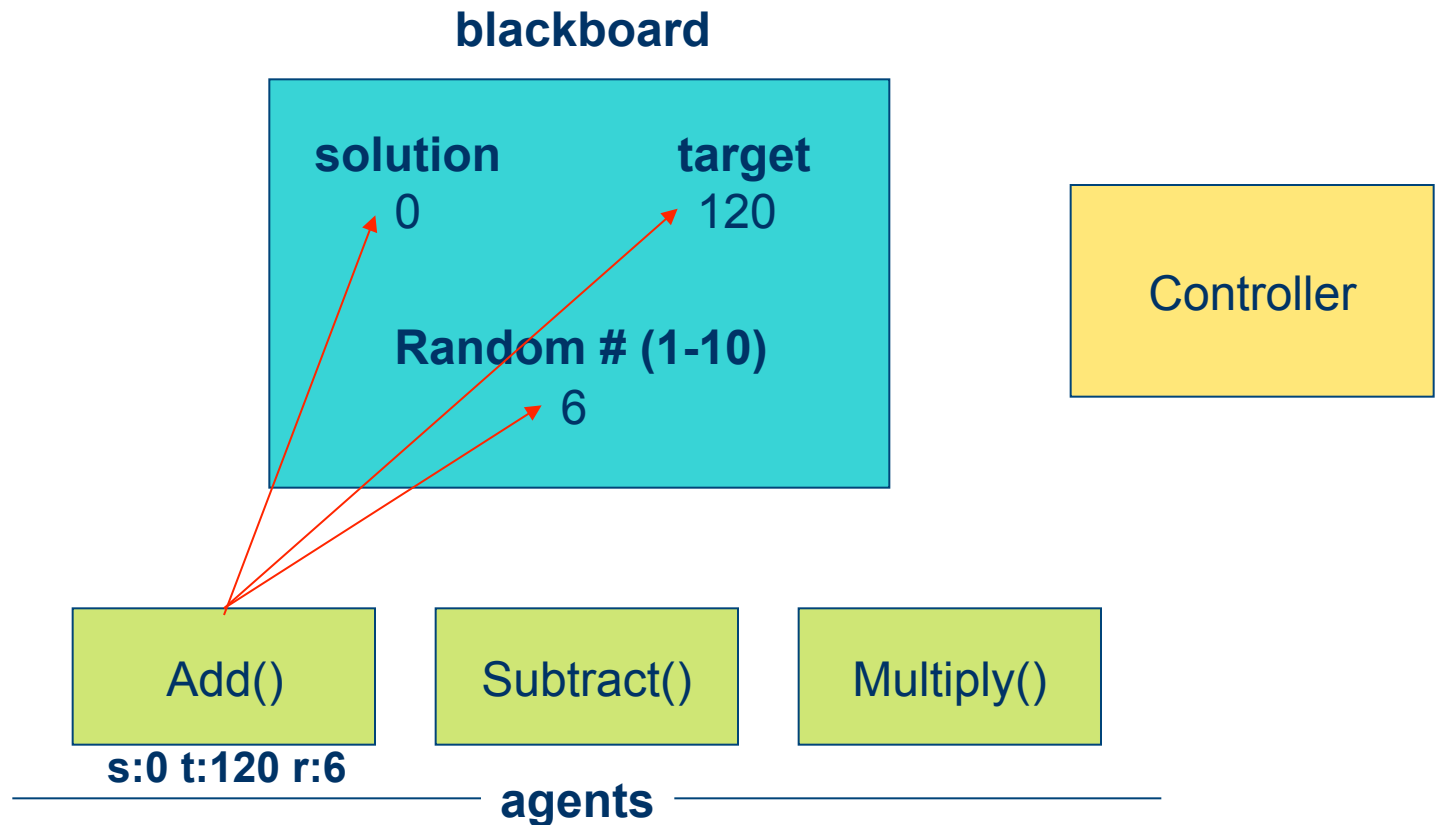 blackboard
solution target
0 120
Controller
Random # (1-10)
6
Add() Subtract() Multiply()
s:0 t:120 r:6
agents